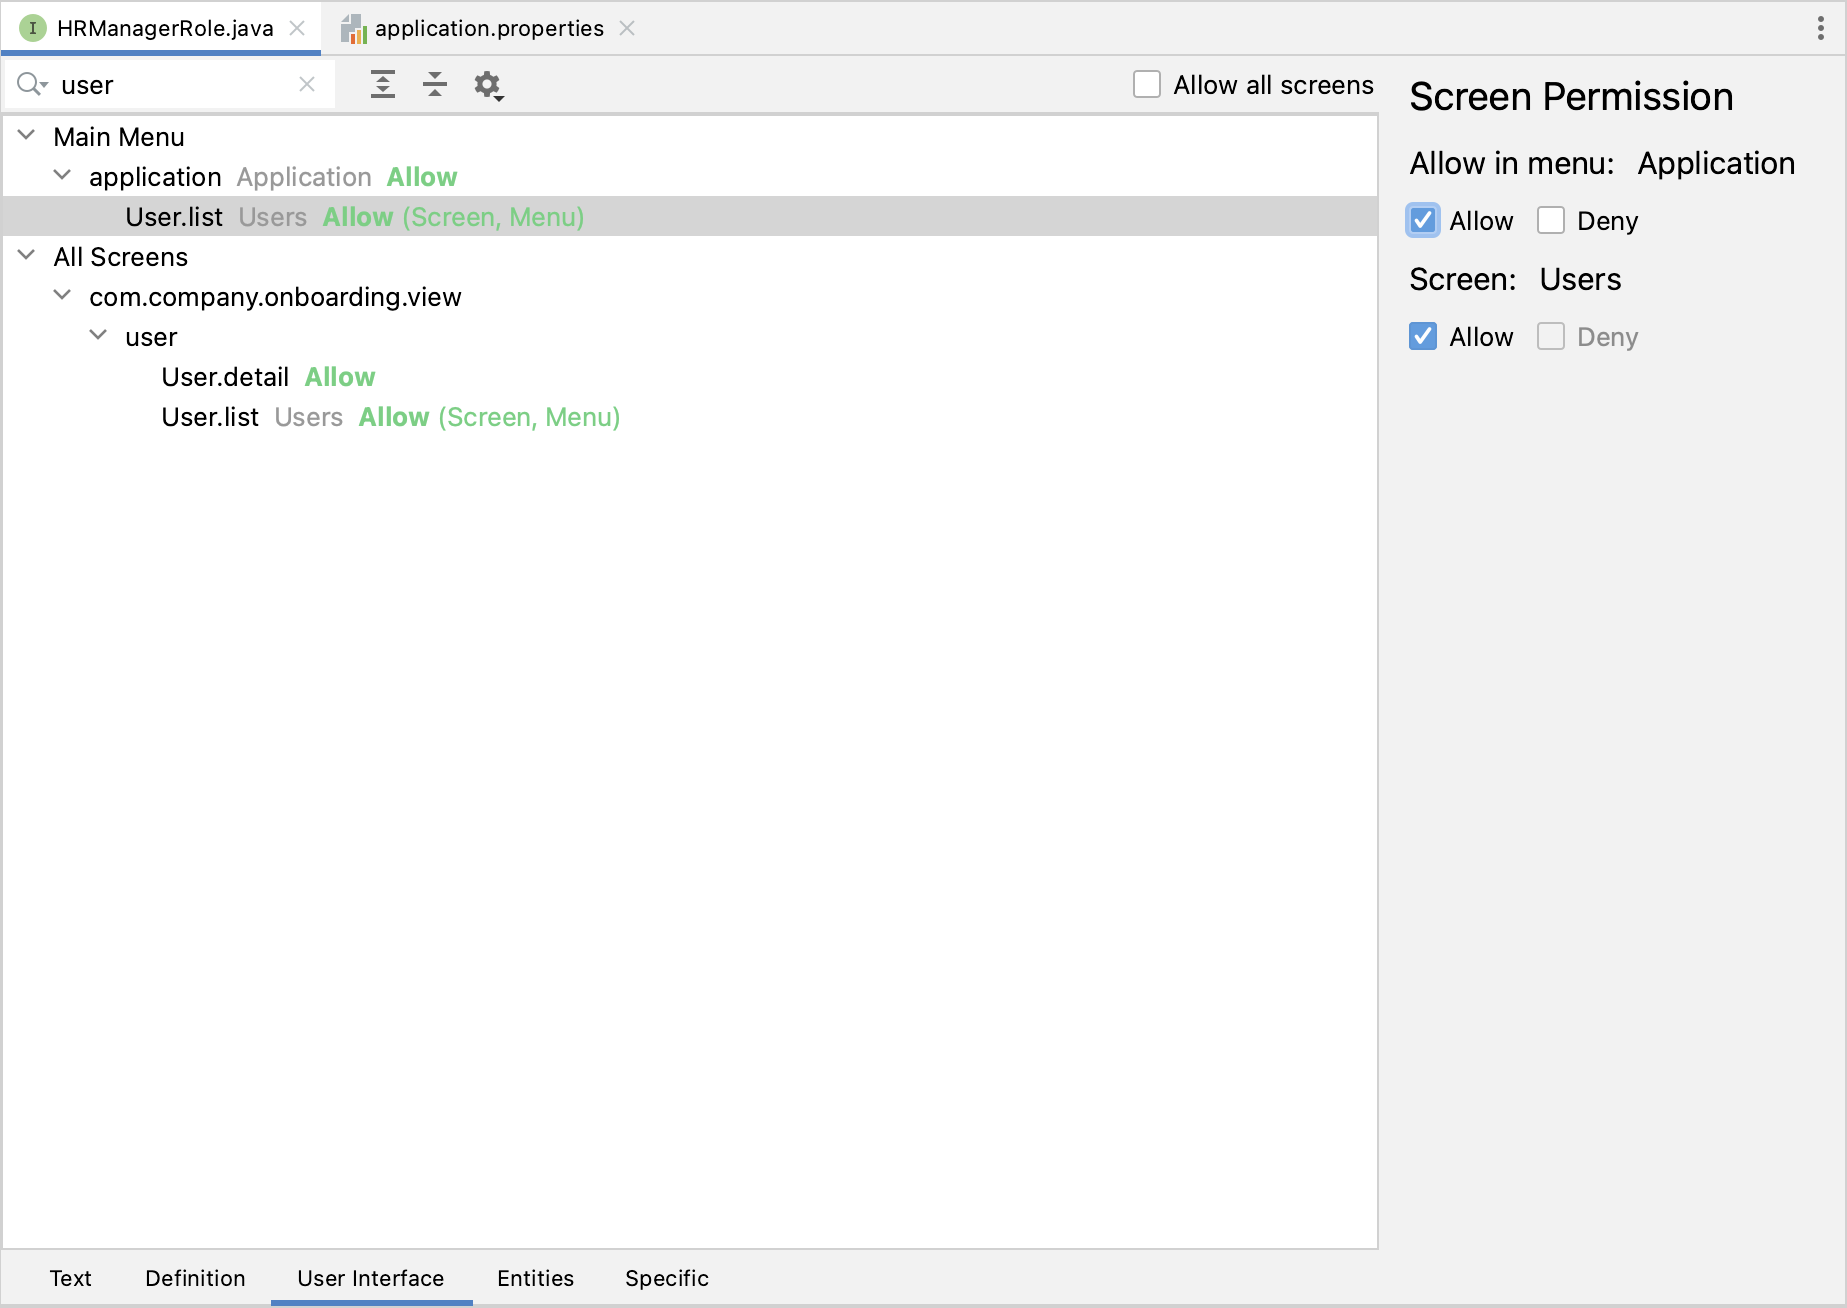 HRManagerRole.java application.properties
user Allow all screens
Main Menu
application Application Allow
User.list Users Allow (Screen, Menu)
All Screens
com.company.onboarding.view
user
User.detail Allow
User.list Users Allow (Screen, Menu)
Screen Permission
Allow in menu: Application
Allow Deny
Screen: Users
Allow Deny
Text Definition User Interface Entities Specific